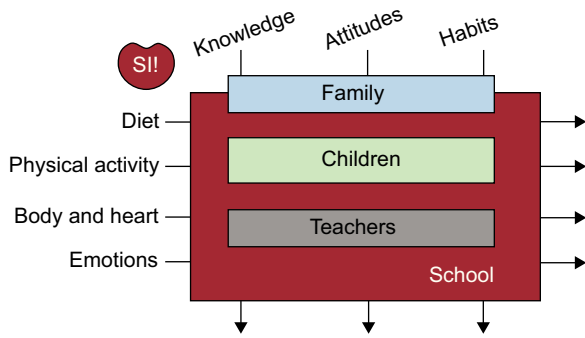 Knowledge
Attitudes
Habits
SI!
Family
Diet
Children
Physical activity
Body and heart
Teachers
Emotions
School